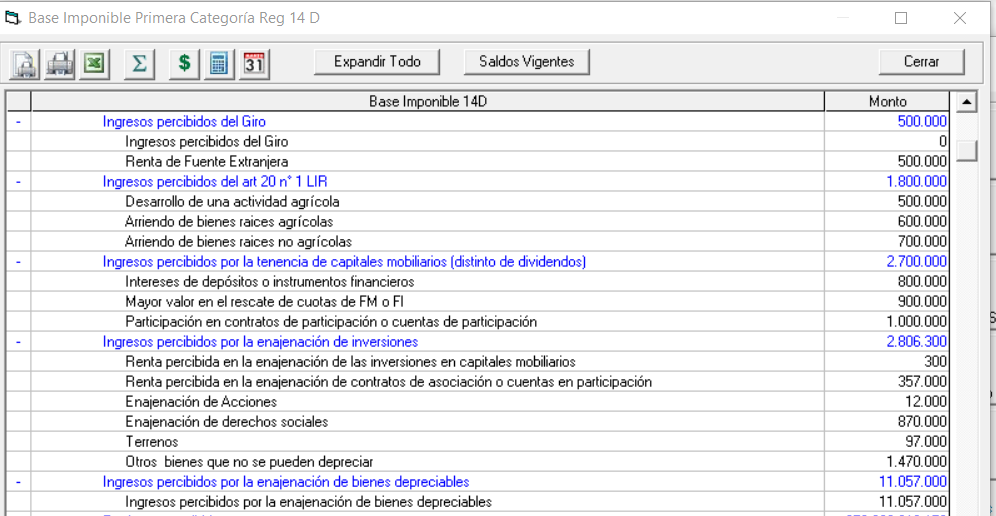 Base Imponible Primera Categoría Reg 14 D
Σ $ MARES 31 Expandir Todo Saldos Vigentes Cerrar
Base Imponible 14D Monto
- Ingresos percibidos del Giro 500.000
Ingresos percibidos del Giro 0
Renta de Fuente Extranjera 500.000
- Ingresos percibidos del art 20 n° 1 LIR 1.800.000
Desarrollo de una actividad agrícola 500.000
Arriendo de bienes raices agrícolas 600.000
Arriendo de bienes raices no agrícolas 700.000
- Ingresos percibidos por la tenencia de capitales mobiliarios (distinto de dividendos) 2.700.000
Intereses de depósitos o instrumentos financieros 800.000
Mayor valor en el rescate de cuotas de FM o FI 900.000
Participación en contratos de participación o cuentas de participación 1.000.000
- Ingresos percibidos por la enajenación de inversiones 2.806.300
Renta percibida en la enajenación de las inversiones en capitales mobiliarios 300
Renta percibida en la enajenación de contratos de asociación o cuentas en participación 357.000
Enajenación de Acciones 12.000
Enajenación de derechos sociales 870.000
Terrenos 97.000
Otros bienes que no se pueden depreciar 1.470.000
- Ingresos percibidos por la enajenación de bienes depreciables 11.057.000
Ingresos percibidos por la enajenación de bienes depreciables 11.057.000